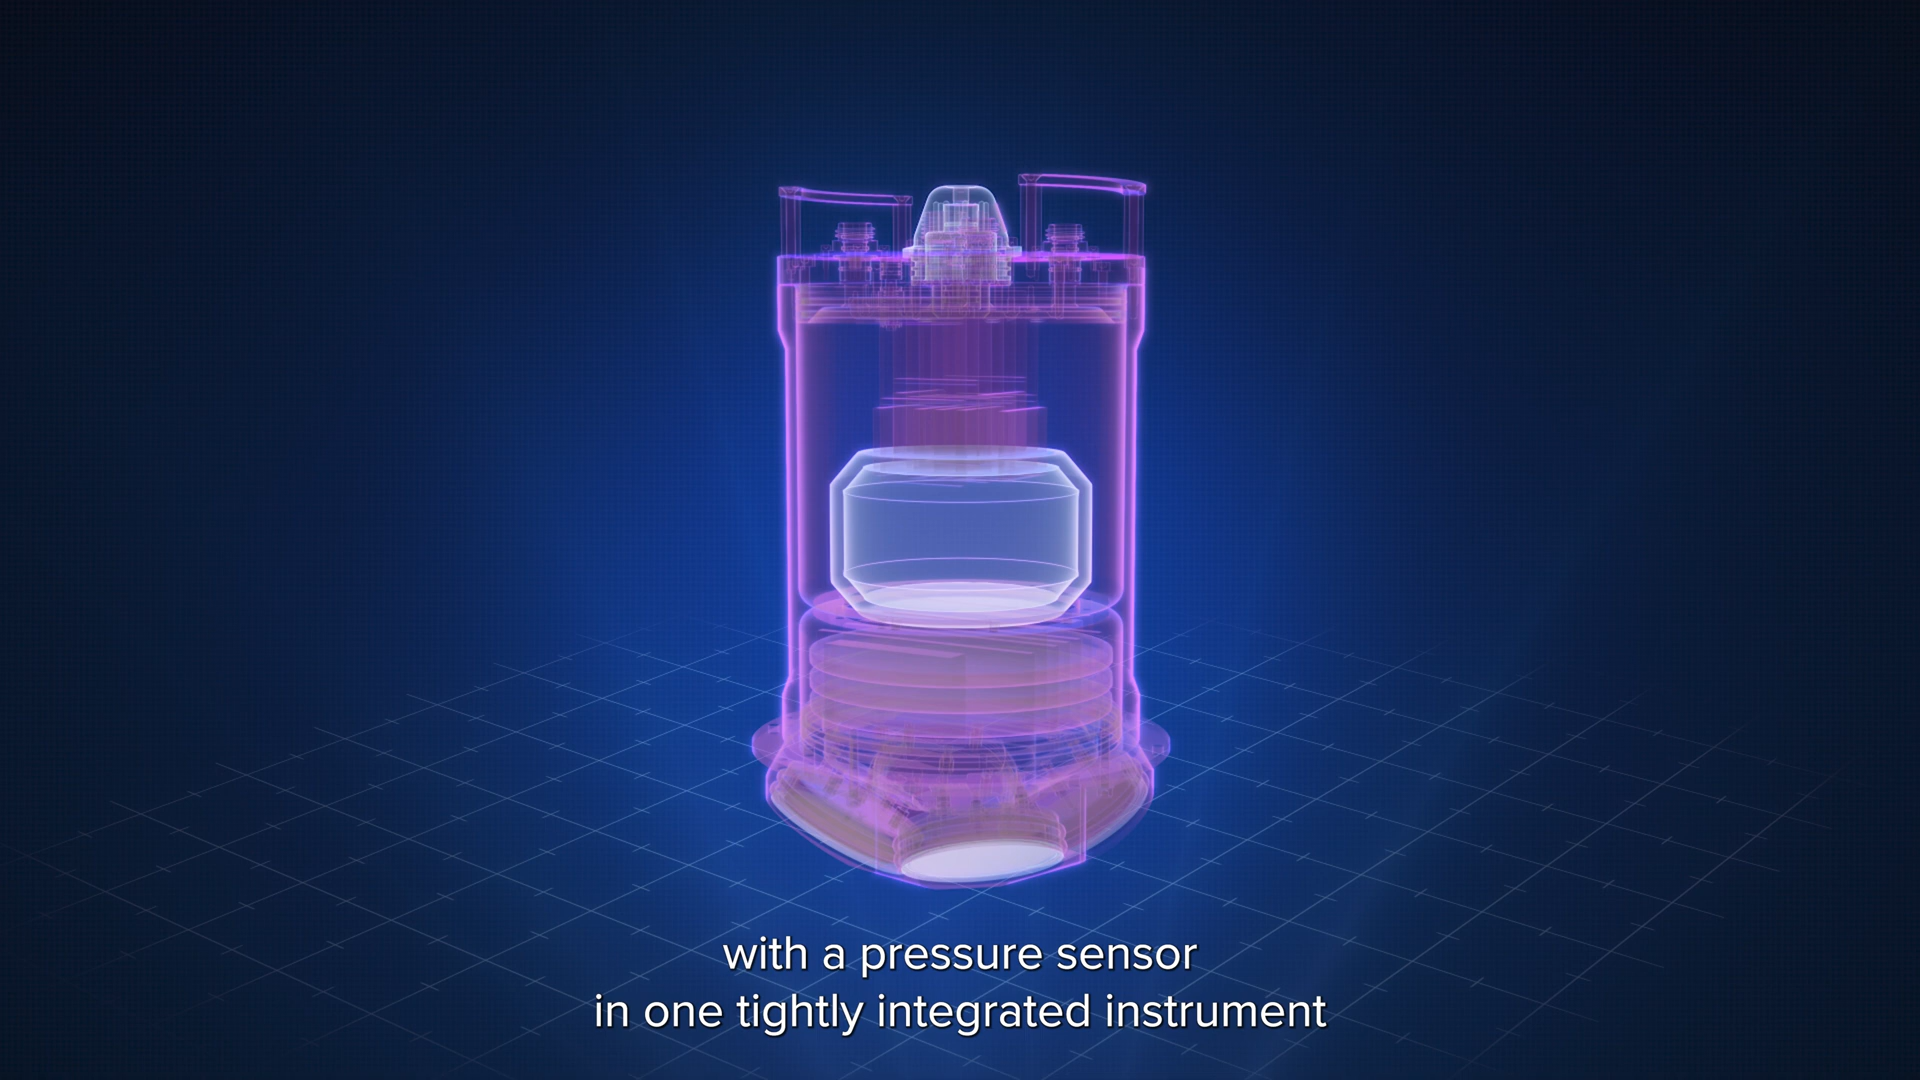 with a pressure sensor
in one tightly integrated instrument